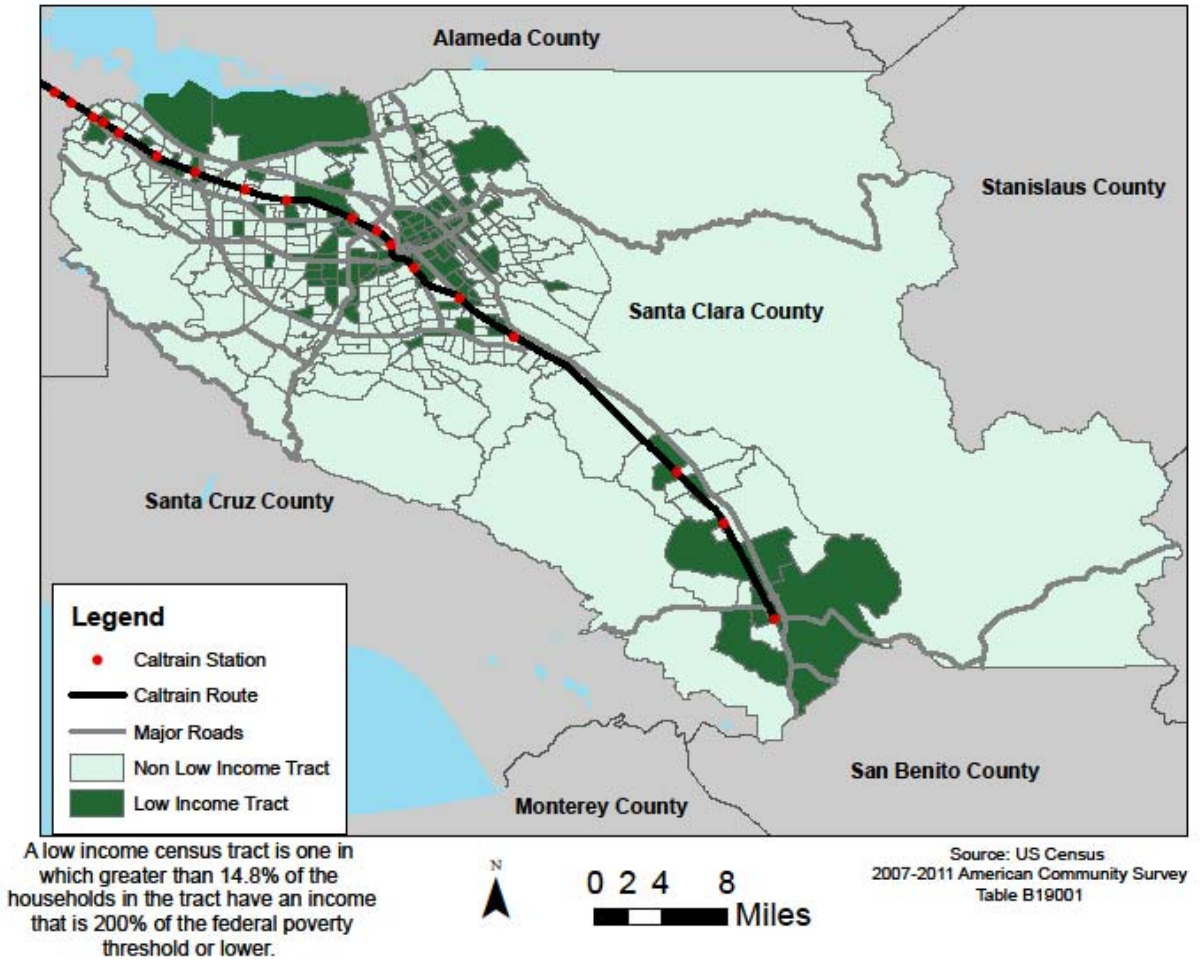 Alameda County
Stanislaus County
Santa Clara County
Santa Cruz County
Legend
Caltrain Station
Caltrain Route
Major Roads
Non Low Income Tract
Low Income Tract
San Benito County
Monterey County
A low income census tract is one in
which greater than 14.8% of the
households in the tract have an income
that is 200% of the federal poverty
threshold or lower.
N
0 2 4 8
Miles
Source: US Census
2007-2011 American Community Survey
Table B19001